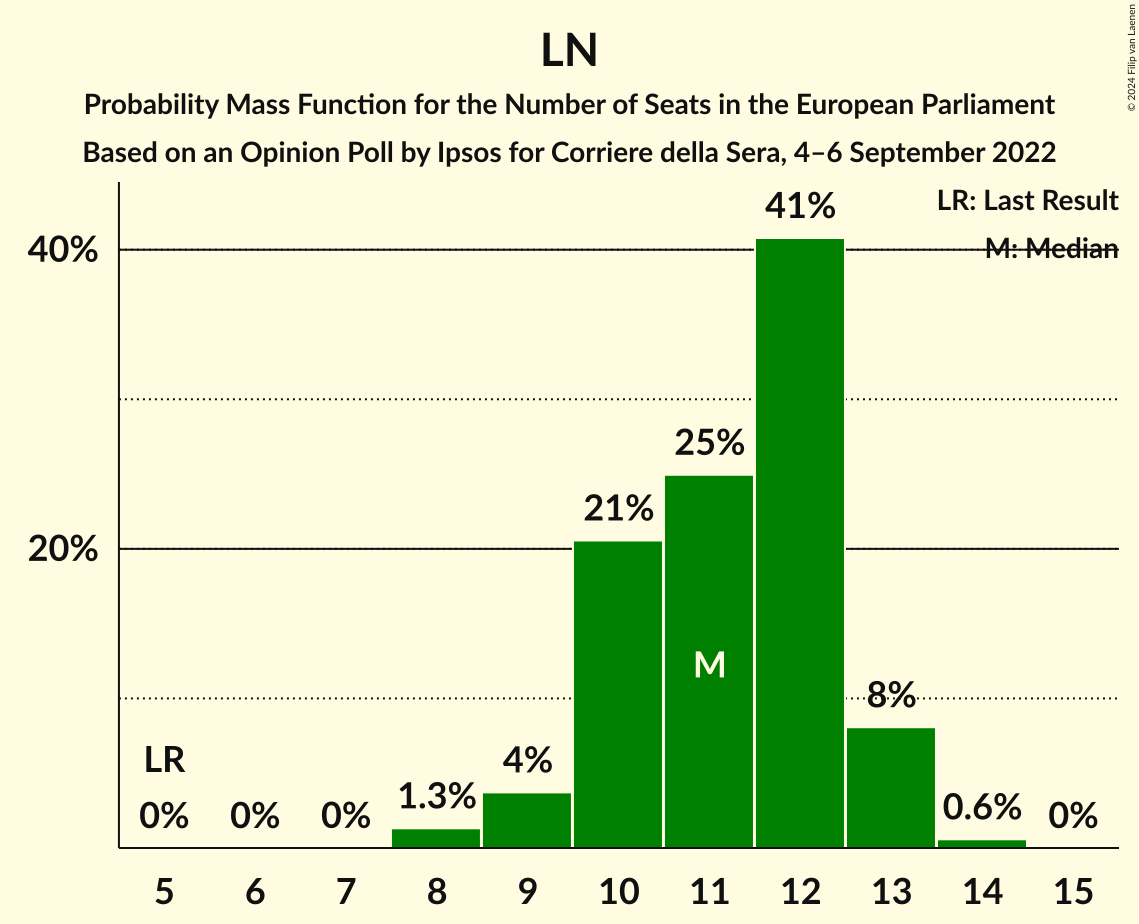 LN
Probability Mass Function for the Number of Seats in the European Parliament
Based on an Opinion Poll by Ipsos for Corriere della Sera, 4–6 September 2022
© 2024 Filip van Laenen
LR: Last Result
M: Median
40%
20%
LR
0%
0%
0%
1.3%
4%
21%
25%
M
41%
8%
0.6%
0%
5 6 7 8 9 10 11 12 13 14 15